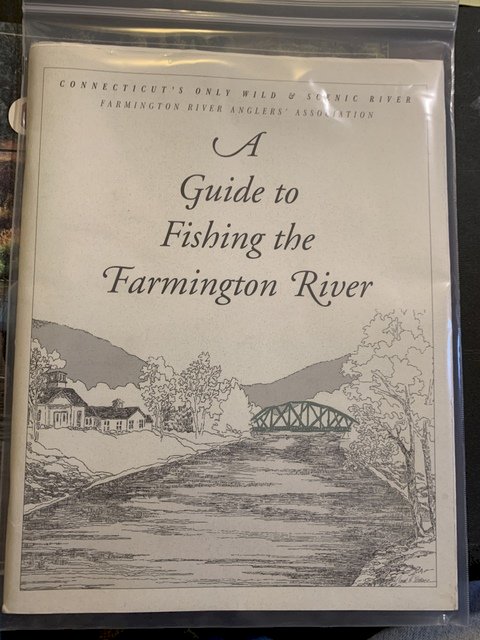 CONNECTICUT'S ONLY WILD & SCENIC RIVER
FARMINGTON RIVER ANGLERS' ASSOCIATION
A
Guide to
Fishing the
Farmington River